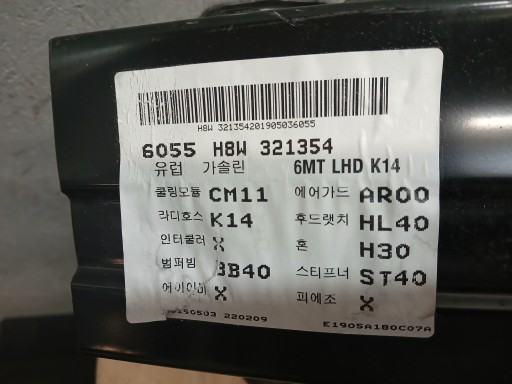 H8W 321354201905036055
6055 H8W 321354
유럽 가솔린 6MT LHD K14
쿨링모듈 CM11 에어가드 AR00
라디호스 K14 후드랫치 HL40
인터쿨러 X 혼 H30
범퍼빔 BB40 스티프너 ST40
X 피에조 X
220209 E1905A180C07A